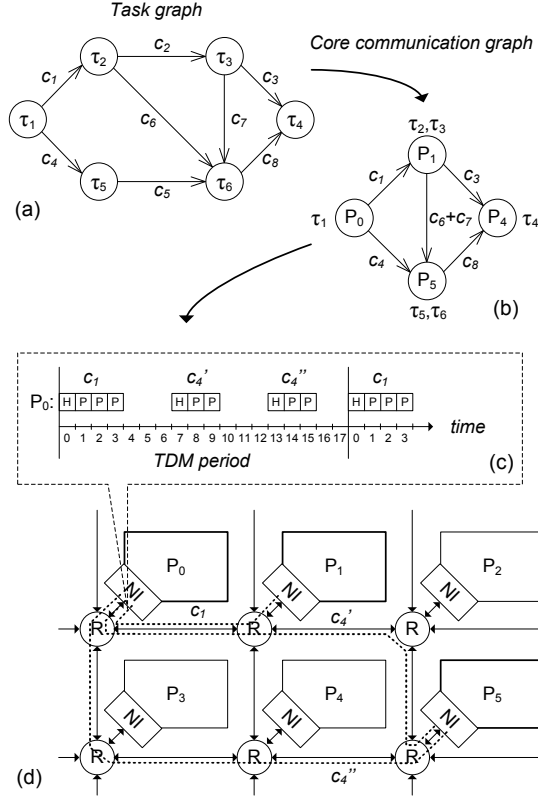 Task graph
Core communication graph
c₂
τ₂ τ₃
c₁ c₃
τ₁ c₆ c₇ τ₄
c₄ c₈
τ₅ c₅ τ₆
(a)
τ₂,τ₃
P₁
c₁ c₃
τ₁ P₀ c₆+c₇ P₄ τ₄
c₄ c₈
P₅
τ₅,τ₆
(b)
c₁ c₄' c₄'' c₁
P₀: H P P P H P P H P P H P P P
0 1 2 3 4 5 6 7 8 9 10 11 12 13 14 15 16 17 0 1 2 3
time
TDM period
(c)
P₀ P₁ P₂
NI NI NI
c₁ c₄'
R R R
P₃ P₄ P₅
NI NI NI
R R R
c₄''
(d)